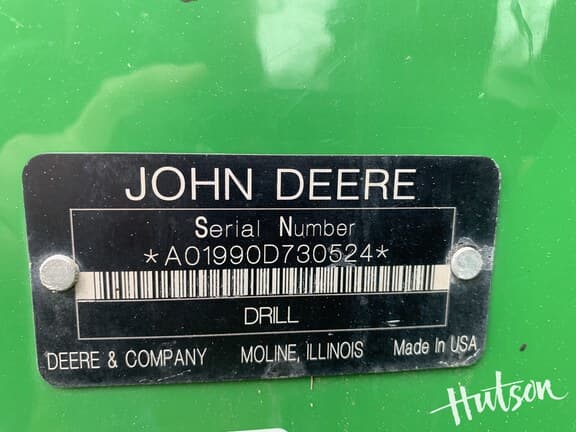 JOHN DEERE
Serial Number
*A01990D730524*
DRILL
DEERE & COMPANY MOLINE, ILLINOIS Made In USA
Hutson